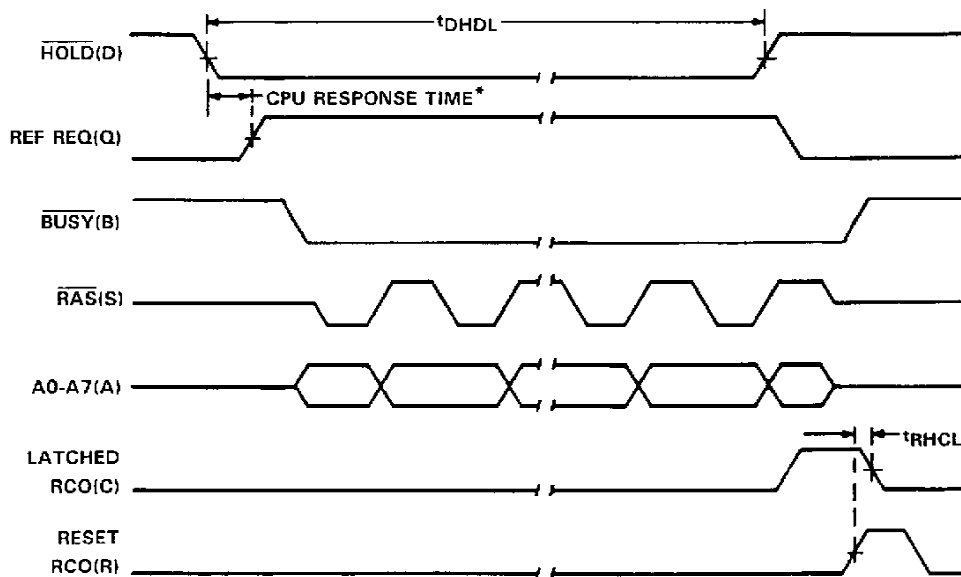 tDHDL
HOLD(D)
CPU RESPONSE TIME*
REF REQ(Q)
BUSY(B)
RAS(S)
A0-A7(A)
tRHCL
LATCHED
RCO(C)
RESET
RCO(R)